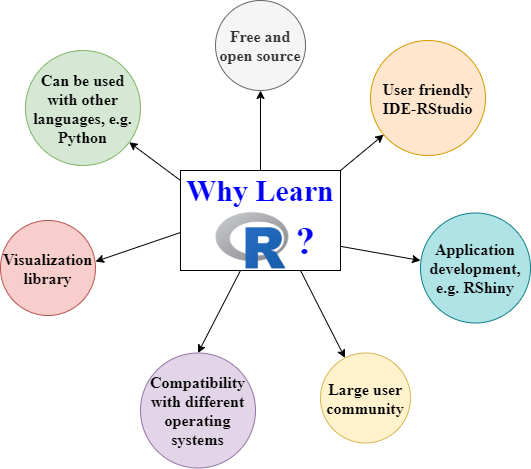 Free and
open source
Can be used
with other
languages, e.g.
Python
User friendly
IDE-RStudio
Why Learn
R ?
Visualization
library
Application
development,
e.g. RShiny
Compatibility
with different
operating
systems
Large user
community